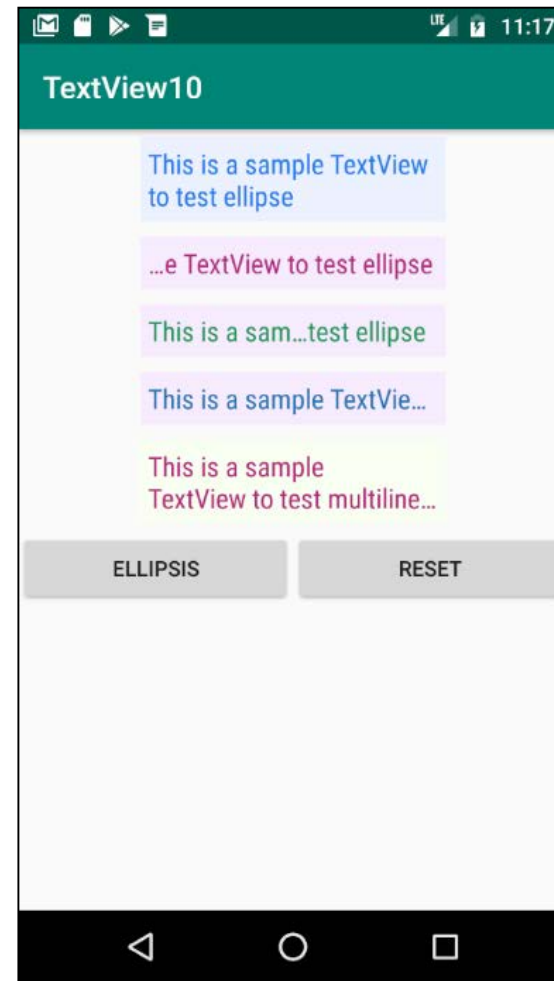 LTE 11:17
TextView10
This is a sample TextView
to test ellipse
…e TextView to test ellipse
This is a sam…test ellipse
This is a sample TextVie…
This is a sample
TextView to test multiline…
ELLIPSIS RESET